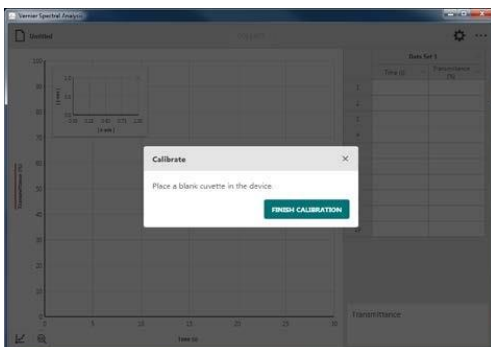 Vernier Spectral Analysis
Untitled
Data Set 1
Time (s)
Transmittance
(%)
Calibrate
Place a blank cuvette in the device.
FINISH CALIBRATION
Transmittance (%)
100
90
80
70
60
50
40
30
20
10
0
0 5 10 15 20 25 30
Time (s)
1
2
3
4
Transmittance